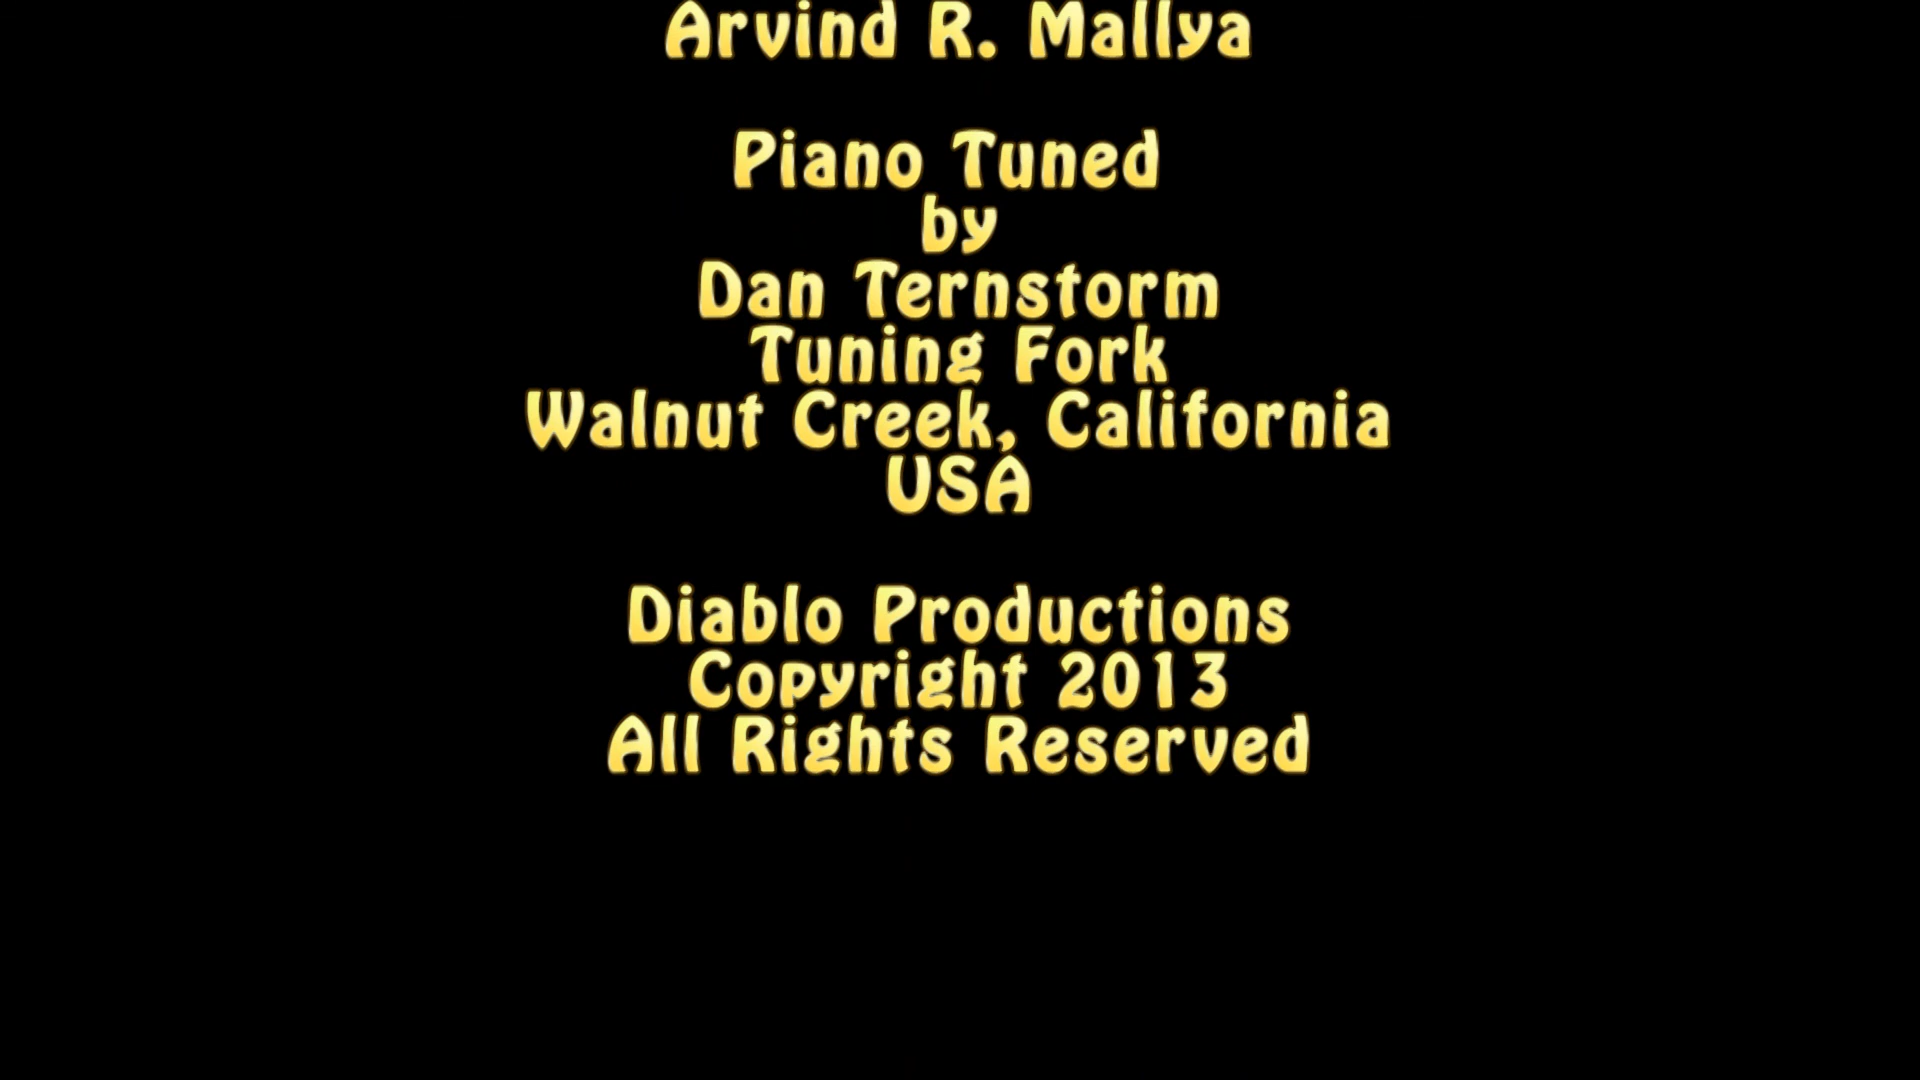 Arvind R. Mallya
Piano Tuned
by
Dan Ternstorm
Tuning Fork
Walnut Creek, California
USA
Diablo Productions
Copyright 2013
All Rights Reserved